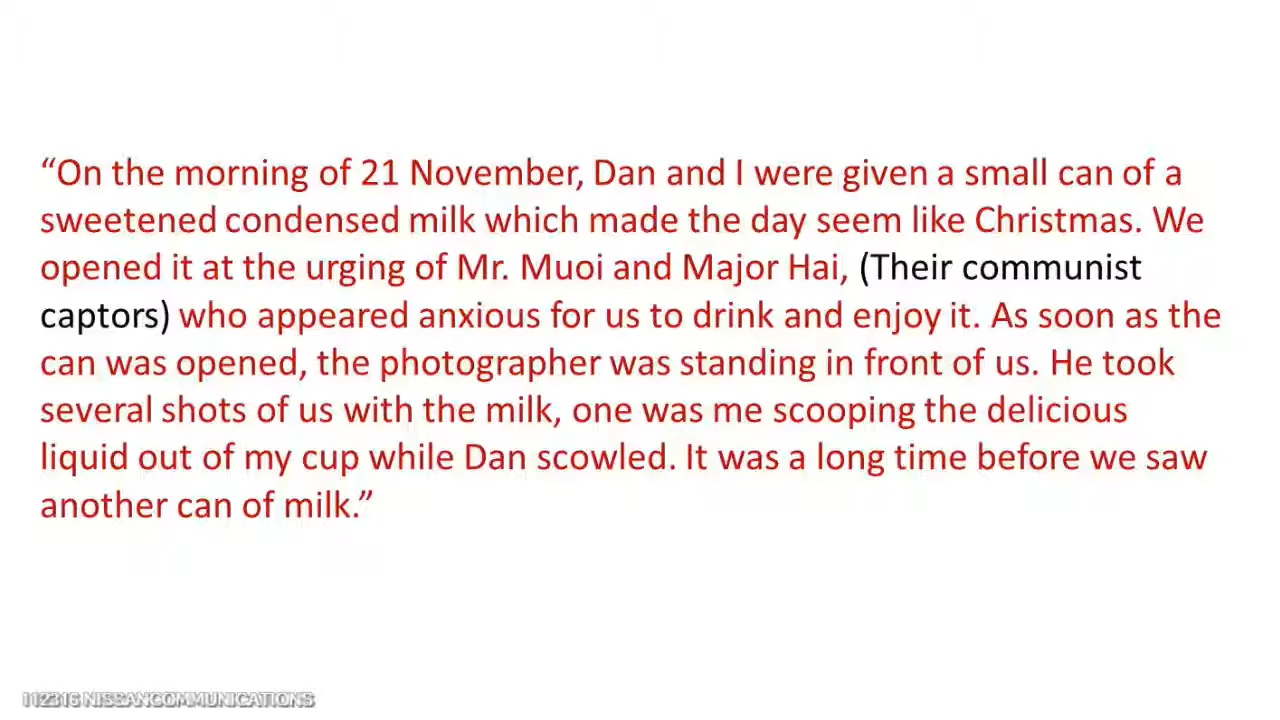 “On the morning of 21 November, Dan and I were given a small can of a
sweetened condensed milk which made the day seem like Christmas. We
opened it at the urging of Mr. Muoi and Major Hai, (Their communist
captors) who appeared anxious for us to drink and enjoy it. As soon as the
can was opened, the photographer was standing in front of us. He took
several shots of us with the milk, one was me scooping the delicious
liquid out of my cup while Dan scowled. It was a long time before we saw
another can of milk.”
112316 NISSANCOMMUNICATIONS